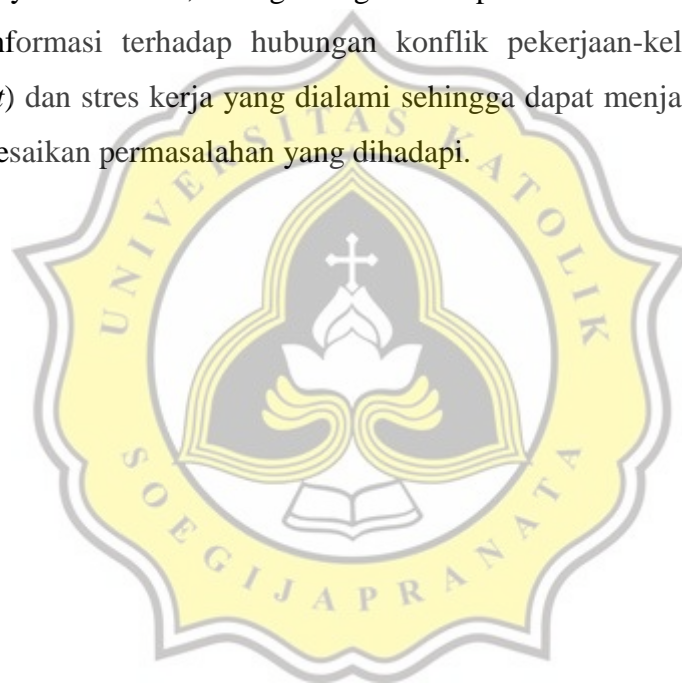 informasi terhadap hubungan konflik pekerjaan-kel
t) dan stres kerja yang dialami sehingga dapat menja
esaikan permasalahan yang dihadapi.
UNIVERSITAS KATOLIK
SOEGIJAPRANATA